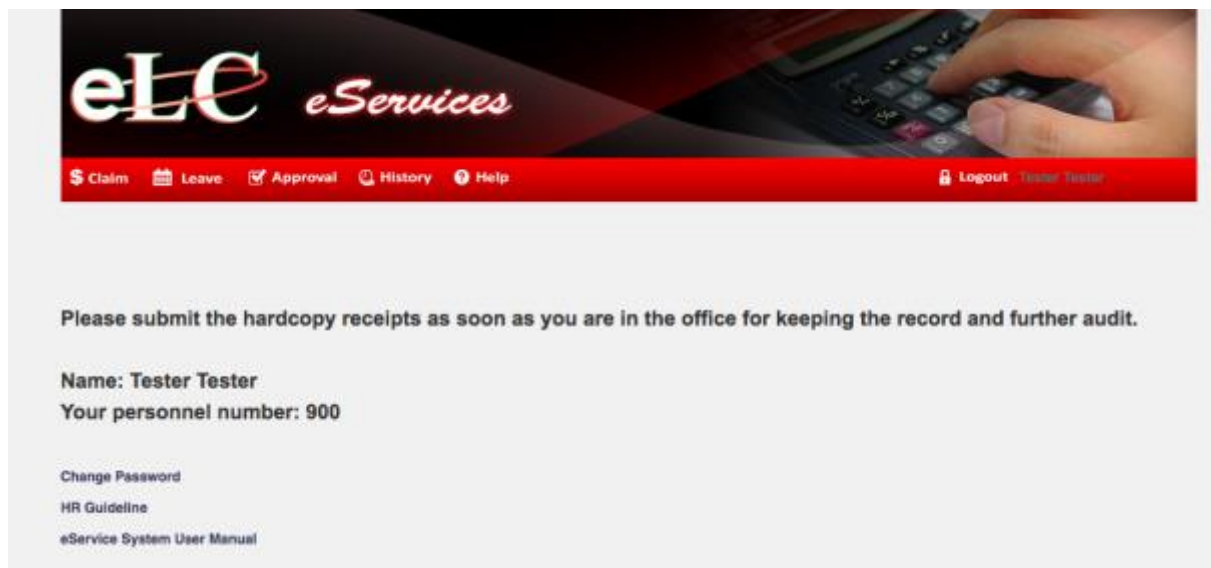 eLC eServices
Claim Leave Approval History Help Logout Tester Tester
Please submit the hardcopy receipts as soon as you are in the office for keeping the record and further audit.
Name: Tester Tester
Your personnel number: 900
Change Password
HR Guideline
eService System User Manual